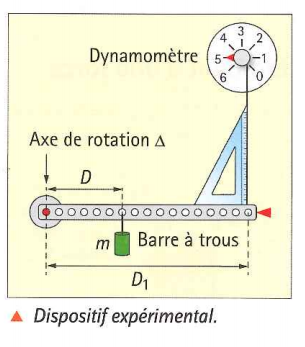 Dynamomètre
3
4 2
5 1
6 0
Axe de rotation Δ
D
m Barre à trous
D₁
▲ Dispositif expérimental.